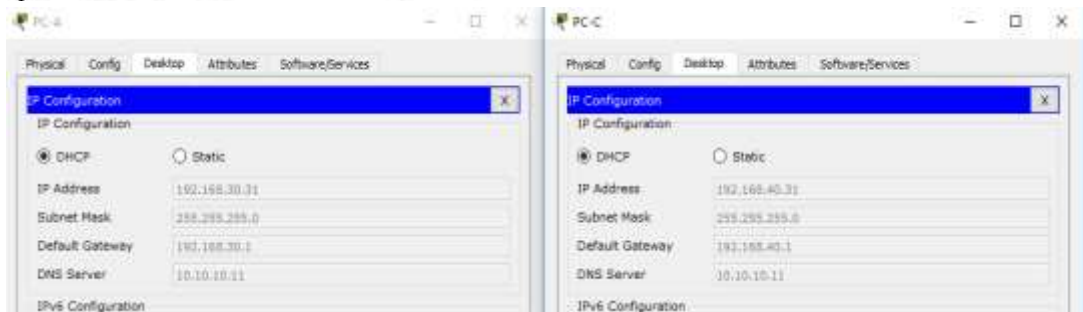 PC-A
Physical Config Desktop Attributes Software/Services
IP Configuration X
IP Configuration
DHCP Static
IP Address 192.168.30.31
Subnet Mask 255.255.255.0
Default Gateway 192.168.30.1
DNS Server 10.10.10.11
IPv6 Configuration
PC-C
Physical Config Desktop Attributes Software/Services
IP Configuration X
IP Configuration
DHCP Static
IP Address 192.168.40.31
Subnet Mask 255.255.255.0
Default Gateway 192.168.40.1
DNS Server 10.10.10.11
IPv6 Configuration